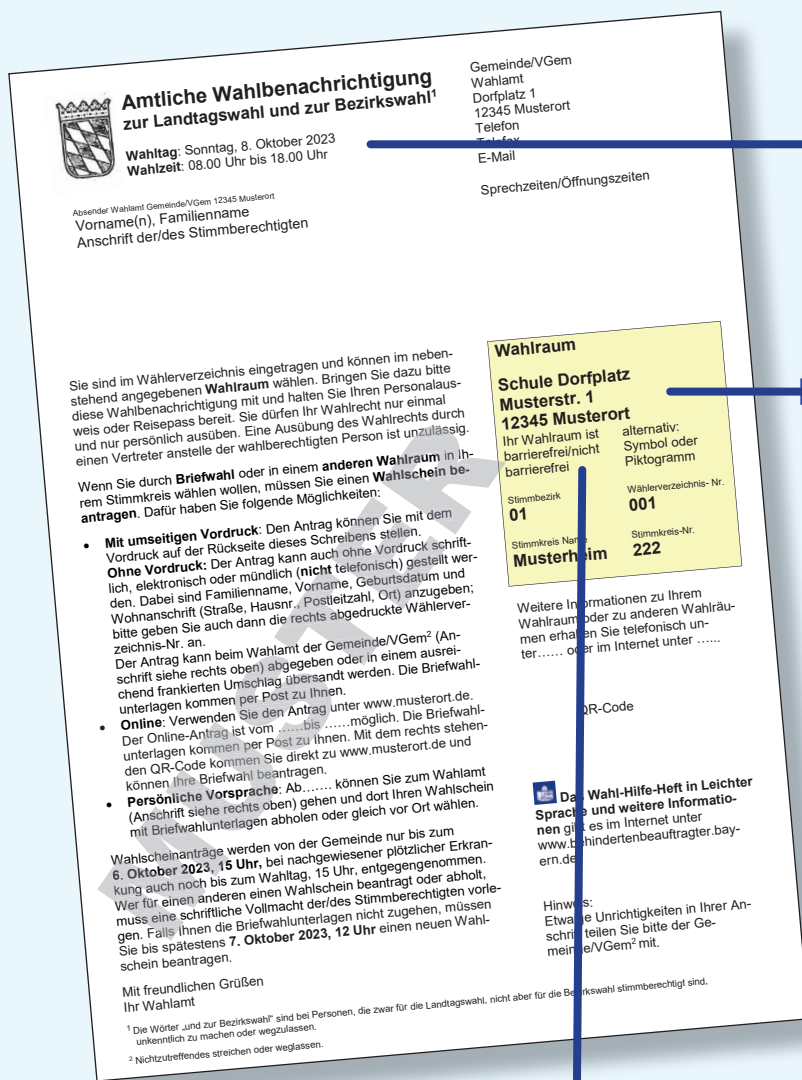 Amtliche Wahlbenachrichtigung
zur Landtagswahl und zur Bezirkswahl¹
Wahltag: Sonntag, 8. Oktober 2023
Wahlzeit: 08.00 Uhr bis 18.00 Uhr
Gemeinde/VGem
Wahlamt
Dorfplatz 1
12345 Musterort
Telefon
Telefax
E-Mail
Sprechzeiten/Öffnungszeiten
Absender Wahlamt Gemeinde/VGem 12345 Musterort
Vorname(n), Familienname
Anschrift der/des Stimmberechtigten
Sie sind im Wählerverzeichnis eingetragen und können im neben-
stehend angegebenen Wahlraum wählen. Bringen Sie dazu bitte
diese Wahlbenachrichtigung mit und halten Sie Ihren Personalaus-
weis oder Reisepass bereit. Sie dürfen Ihr Wahlrecht nur einmal
und nur persönlich ausüben. Eine Ausübung des Wahlrechts durch
einen Vertreter anstelle der wahlberechtigten Person ist unzulässig.
Wenn Sie durch Briefwahl oder in einem anderen Wahlraum in Ih-
rem Stimmkreis wählen wollen, müssen Sie einen Wahlschein be-
antragen. Dafür haben Sie folgende Möglichkeiten:
• Mit umseitigen Vordruck: Den Antrag können Sie mit dem
Vordruck auf der Rückseite dieses Schreibens stellen.
Ohne Vordruck: Der Antrag kann auch ohne Vordruck schrift-
lich, elektronisch oder mündlich (nicht telefonisch) gestellt wer-
den. Dabei sind Familienname, Vorname, Geburtsdatum und
Wohnanschrift (Straße, Hausnr., Postleitzahl, Ort) anzugeben;
bitte geben Sie auch dann die rechts abgedruckte Wählerver-
zeichnis-Nr. an.
Der Antrag kann beim Wahlamt der Gemeinde/VGem² (An-
schrift siehe rechts oben) abgegeben oder in einem ausrei-
chend frankierten Umschlag übersandt werden. Die Briefwahl-
unterlagen kommen per Post zu Ihnen.
• Online: Verwenden Sie den Antrag unter www.musterort.de.
Der Online-Antrag ist vom ……bis ……möglich. Die Briefwahl-
unterlagen kommen per Post zu Ihnen. Mit dem rechts stehen-
den QR-Code kommen Sie direkt zu www.musterort.de und
können Ihre Briefwahl beantragen.
• Persönliche Vorsprache: Ab……. können Sie zum Wahlamt
(Anschrift siehe rechts oben) gehen und dort Ihren Wahlschein
mit Briefwahlunterlagen abholen oder gleich vor Ort wählen.
Wahlscheinanträge werden von der Gemeinde nur bis zum
6. Oktober 2023, 15 Uhr, bei nachgewiesener plötzlicher Erkran-
kung auch noch bis zum Wahltag, 15 Uhr, entgegengenommen.
Wer für einen anderen einen Wahlschein beantragt oder abholt,
muss eine schriftliche Vollmacht der/des Stimmberechtigten vorle-
gen. Falls Ihnen die Briefwahlunterlagen nicht zugehen, müssen
Sie bis spätestens 7. Oktober 2023, 12 Uhr einen neuen Wahl-
schein beantragen.
Mit freundlichen Grüßen
Ihr Wahlamt
Wahlraum
Schule Dorfplatz
Musterstr. 1
12345 Musterort
Ihr Wahlraum ist
barrierefrei/nicht
barrierefrei
alternativ:
Symbol oder
Piktogramm
Stimmbezirk
01
Wählerverzeichnis- Nr.
001
Stimmkreis Name
Musterheim
Stimmkreis-Nr.
222
Weitere Informationen zu Ihrem
Wahlraum oder zu anderen Wahlräu-
men erhalten Sie telefonisch un-
ter…… oder im Internet unter …...
QR-Code
Das Wahl-Hilfe-Heft in Leichter
Sprache und weitere Informatio-
nen gibt es im Internet unter
www.behindertenbeauftragter.bay-
ern.de
Hinweis:
Etwaige Unrichtigkeiten in Ihrer An-
schrift teilen Sie bitte der Ge-
meinde/VGem² mit.
¹ Die Wörter „und zur Bezirkswahl" sind bei Personen, die zwar für die Landtagswahl, nicht aber für die Bezirkswahl stimmberechtigt sind,
unkenntlich zu machen oder wegzulassen.
² Nichtzutreffendes streichen oder weglassen.
MUSTER